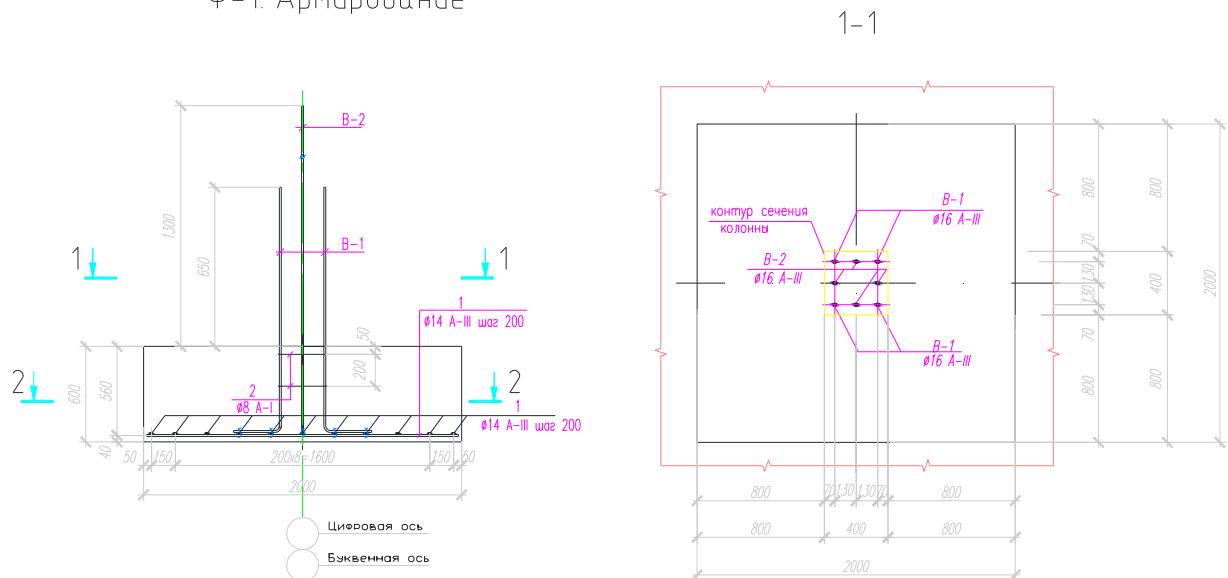 Ф-1. Армирование
1-1
В-2
1300
650
В-1
1
1
1
ø14 А-III шаг 200
50
200
2
2
600
560
2
ø8 А-I
1
ø14 А-III шаг 200
40
50
150
200х8=1600
150
50
2000
Цифровая ось
Буквенная ось
контур сечения
колонны
В-1
ø16 А-III
В-2
ø16 А-III
В-1
ø16 А-III
800
70
130
130
70
800
800
400
800
2000
800
70
130
130
70
800
800
400
800
2000